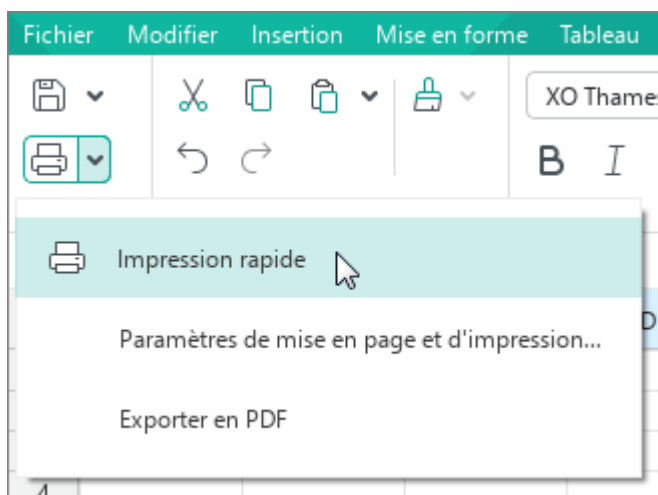 Fichier Modifier Insertion Mise en forme Tableau
XO Thame
B I
Impression rapide
D
Paramètres de mise en page et d'impression...
Exporter en PDF
4